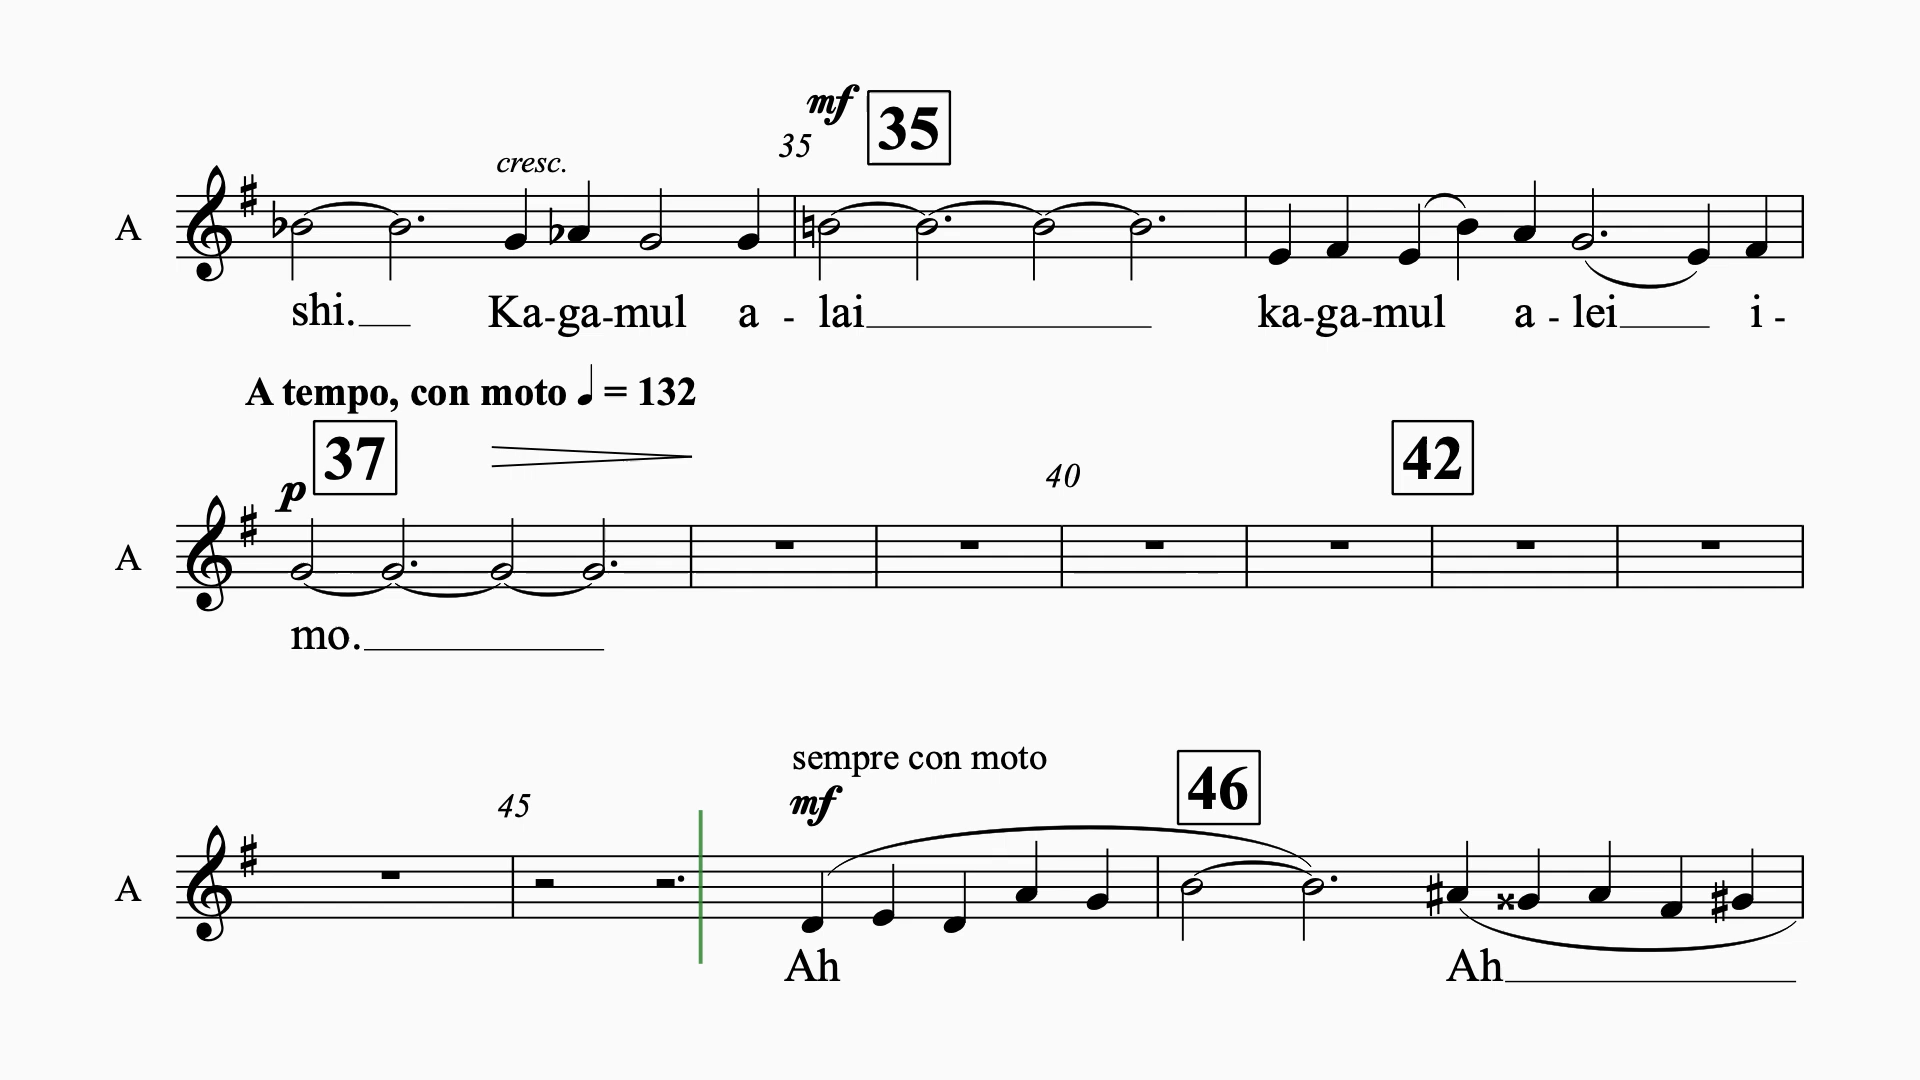 mf 35
35
cresc.
A
shi. Ka-ga-mul a - lai ka-ga-mul a - lei i -
A tempo, con moto ♩ = 132
37 42
40
p
A
mo.
sempre con moto
46
45 mf
A
Ah Ah